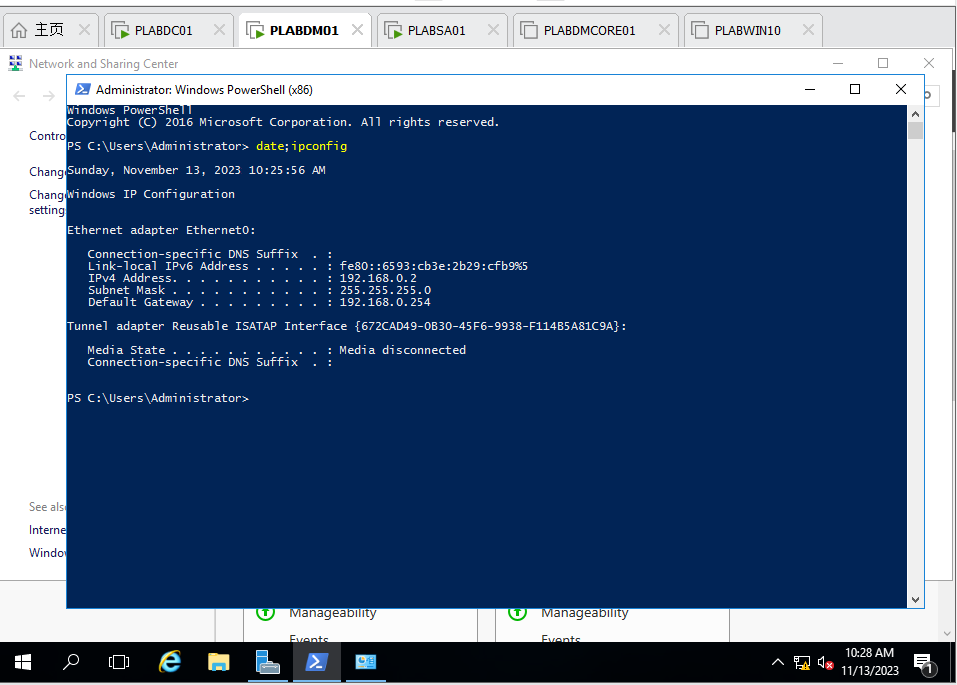 主页
PLABDC01
PLABDM01
PLABSA01
PLABDMCORE01
PLABWIN10
Network and Sharing Center
Administrator: Windows PowerShell (x86)
Windows PowerShell
Copyright (C) 2016 Microsoft Corporation. All rights reserved.
PS C:\Users\Administrator> date;ipconfig
Sunday, November 13, 2023 10:25:56 AM
Windows IP Configuration
Ethernet adapter Ethernet0:
Connection-specific DNS Suffix  . :
Link-local IPv6 Address . . . . . : fe80::6593:cb3e:2b29:cfb9%5
IPv4 Address. . . . . . . . . . . : 192.168.0.2
Subnet Mask . . . . . . . . . . . : 255.255.255.0
Default Gateway . . . . . . . . . : 192.168.0.254
Tunnel adapter Reusable ISATAP Interface {672CAD49-0B30-45F6-9938-F114B5A81C9A}:
Media State . . . . . . . . . . . : Media disconnected
Connection-specific DNS Suffix  . :
PS C:\Users\Administrator>
Contro
Change
Change
setting
See also
Interne
Window
Manageability
Manageability
Events
Events
10:28 AM
11/13/2023
1